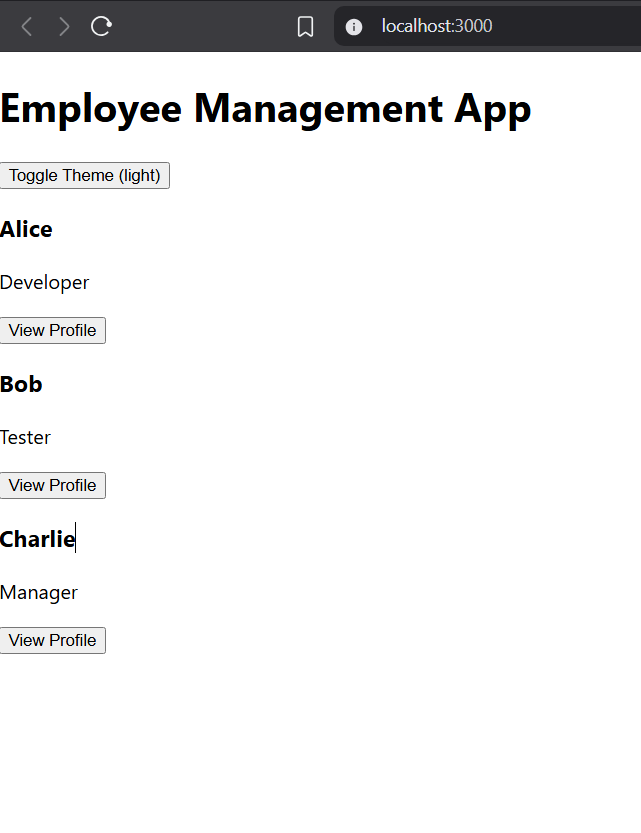 localhost:3000
Employee Management App
Toggle Theme (light)
Alice
Developer
View Profile
Bob
Tester
View Profile
Charlie
Manager
View Profile